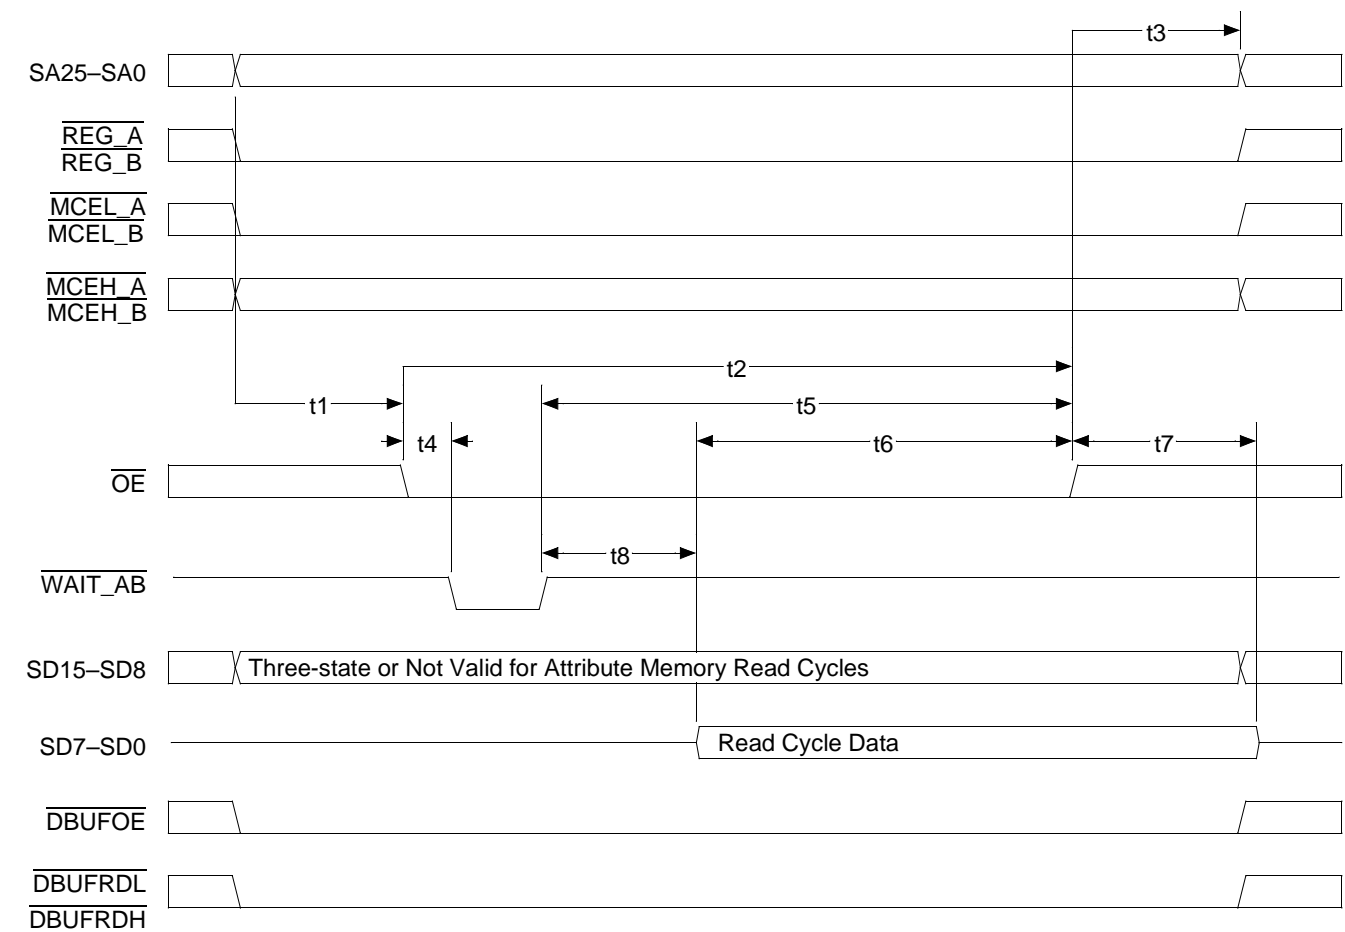 t3
SA25–SA0
REG_A
REG_B
MCEL_A
MCEL_B
MCEH_A
MCEH_B
t2
t1
t5
t4
t6
t7
OE
t8
WAIT_AB
SD15–SD8
Three-state or Not Valid for Attribute Memory Read Cycles
SD7–SD0
Read Cycle Data
DBUFOE
DBUFRDL
DBUFRDH